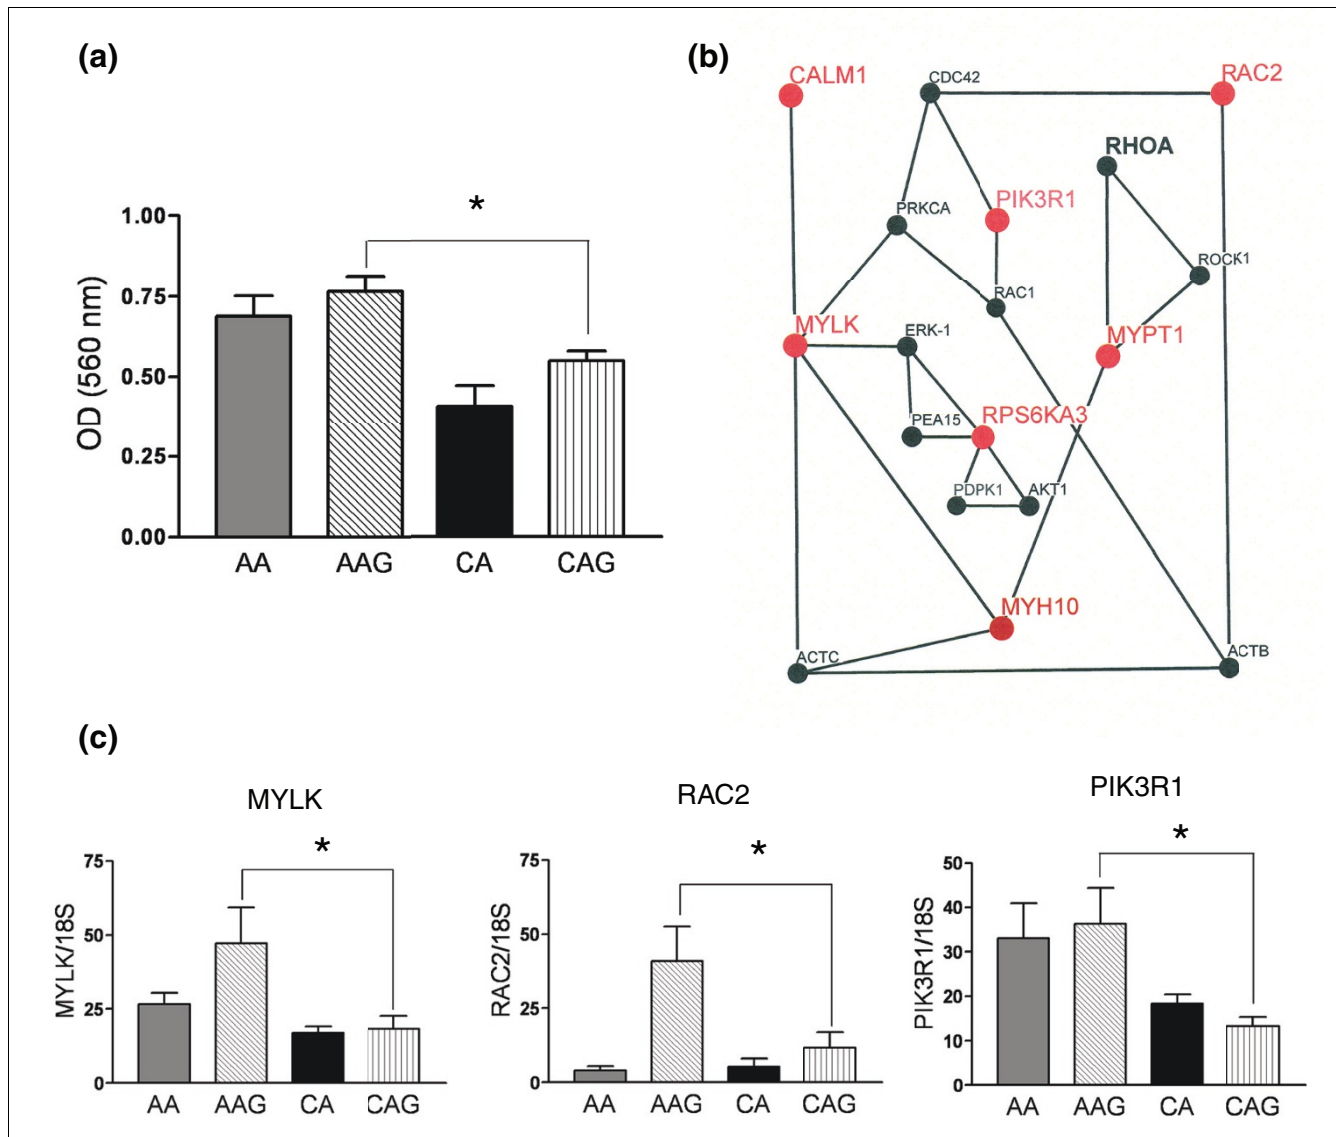 (a)
*
1.00
0.75
0.50
0.25
0.00
OD (560 nm)
AA AAG CA CAG
(b)
CALM1
CDC42
RAC2
RHOA
PRKCA
PIK3R1
ROCK1
RAC1
MYLK
ERK-1
MYPT1
PEA15
RPS6KA3
PDPK1
AKT1
MYH10
ACTC
ACTB
(c)
MYLK
*
75
50
25
0
MYLK/18S
AA AAG CA CAG
RAC2
*
75
50
25
0
RAC2/18S
AA AAG CA CAG
PIK3R1
*
50
40
30
20
10
0
PIK3R1/18S
AA AAG CA CAG